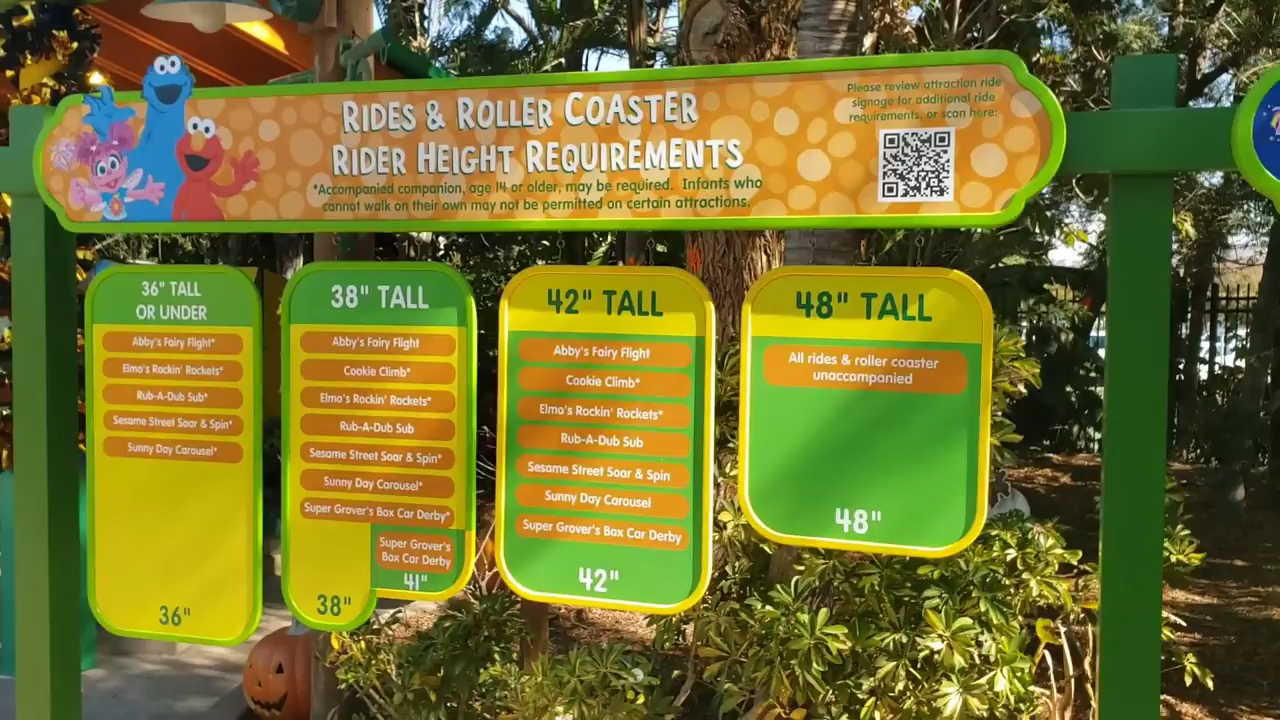 RIDES & ROLLER COASTER
RIDER HEIGHT REQUIREMENTS
*Accompanied companion, age 14 or older, may be required. Infants who
cannot walk on their own may not be permitted on certain attractions.
Please review attraction ride
signage for additional ride
requirements, or scan here:
36" TALL
OR UNDER
Abby's Fairy Flight*
Elmo's Rockin' Rockets*
Rub-A-Dub Sub*
Sesame Street Soar & Spin*
Sunny Day Carousel*
36"
38" TALL
Abby's Fairy Flight
Cookie Climb*
Elmo's Rockin' Rockets*
Rub-A-Dub Sub
Sesame Street Soar & Spin*
Sunny Day Carousel*
Super Grover's Box Car Derby*
Super Grover's
Box Car Derby
41"
38"
42" TALL
Abby's Fairy Flight
Cookie Climb*
Elmo's Rockin' Rockets*
Rub-A-Dub Sub
Sesame Street Soar & Spin
Sunny Day Carousel
Super Grover's Box Car Derby
42"
48" TALL
All rides & roller coaster
unaccompanied
48"